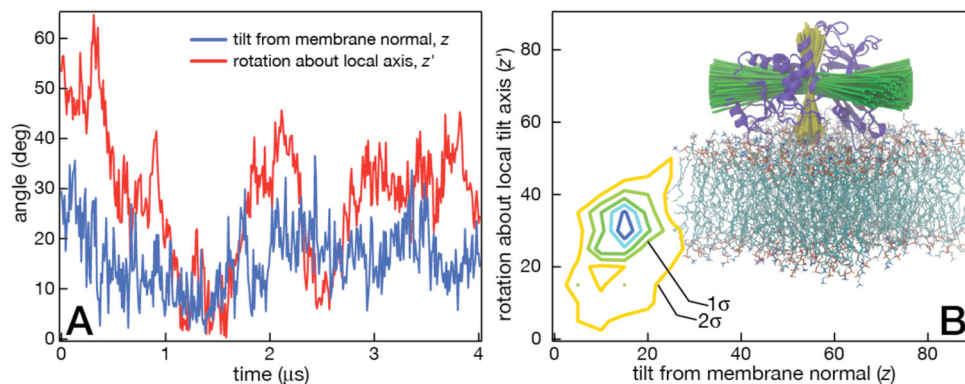 angle (deg)
60
50
40
30
20
10
0
tilt from membrane normal, z
rotation about local axis, z'
A
0
1
2
3
4
time (μs)
rotation about local tilt axis (z')
80
60
40
20
0
1σ
2σ
B
0
20
40
60
80
tilt from membrane normal (z)